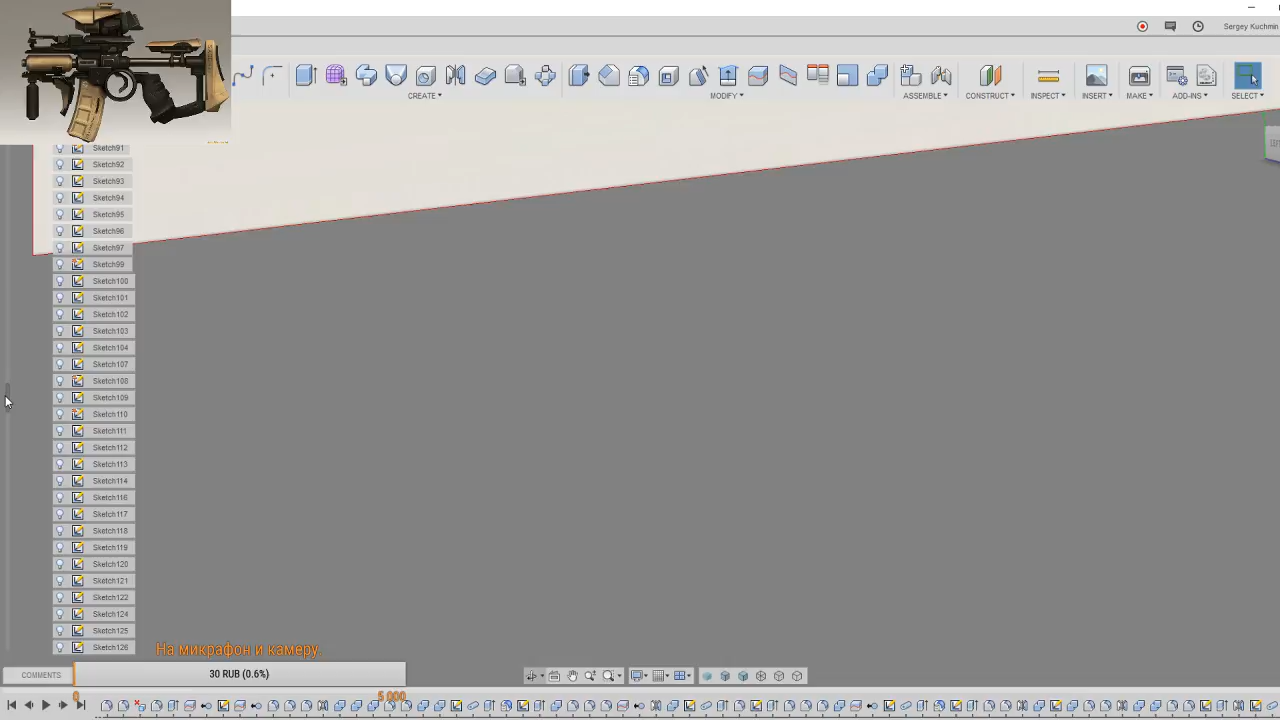 Sergey Kuchmin
CREATE
MODIFY
ASSEMBLE
CONSTRUCT
INSPECT
INSERT
MAKE
ADD-INS
SELECT
Sketch91
Sketch92
Sketch93
Sketch94
Sketch95
Sketch96
Sketch97
Sketch99
Sketch100
Sketch101
Sketch102
Sketch103
Sketch104
Sketch107
Sketch108
Sketch109
Sketch110
Sketch111
Sketch112
Sketch113
Sketch114
Sketch116
Sketch117
Sketch118
Sketch119
Sketch120
Sketch121
Sketch122
Sketch124
Sketch125
Sketch126
На микрафон и камеру.
COMMENTS
30 RUB (0.6%)
0
5 000